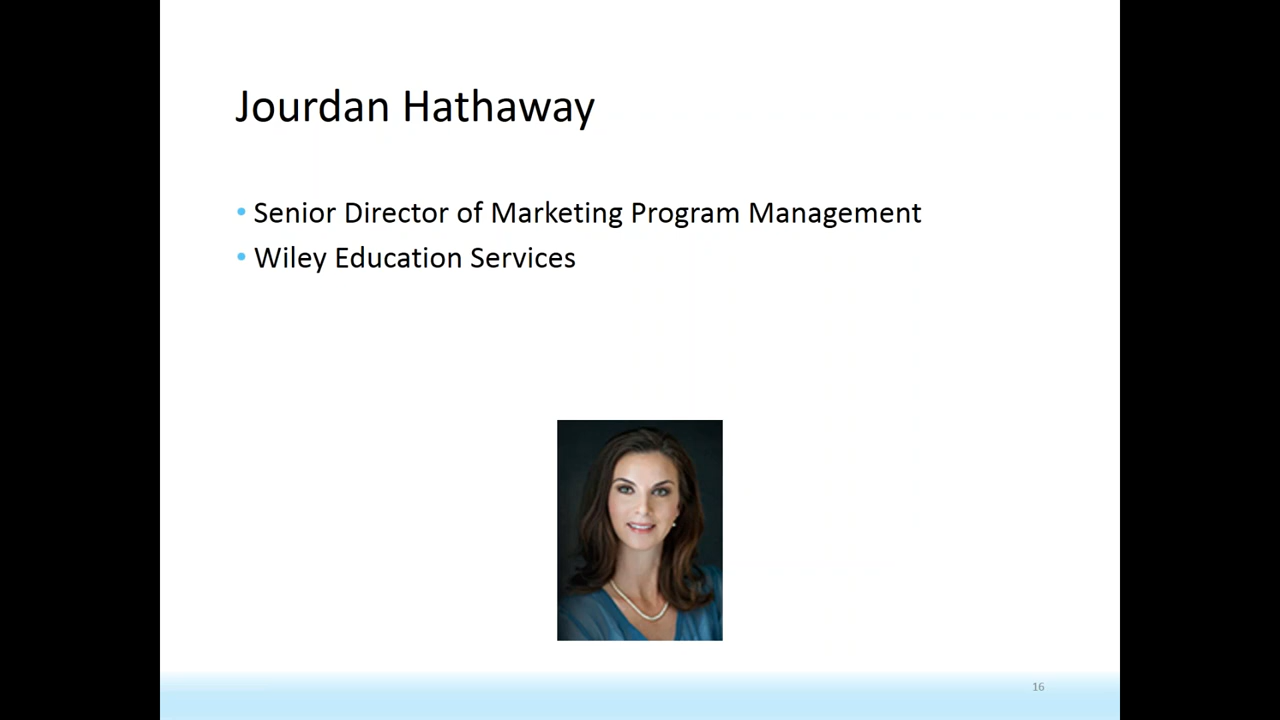 Jourdan Hathaway
• Senior Director of Marketing Program Management
• Wiley Education Services
16